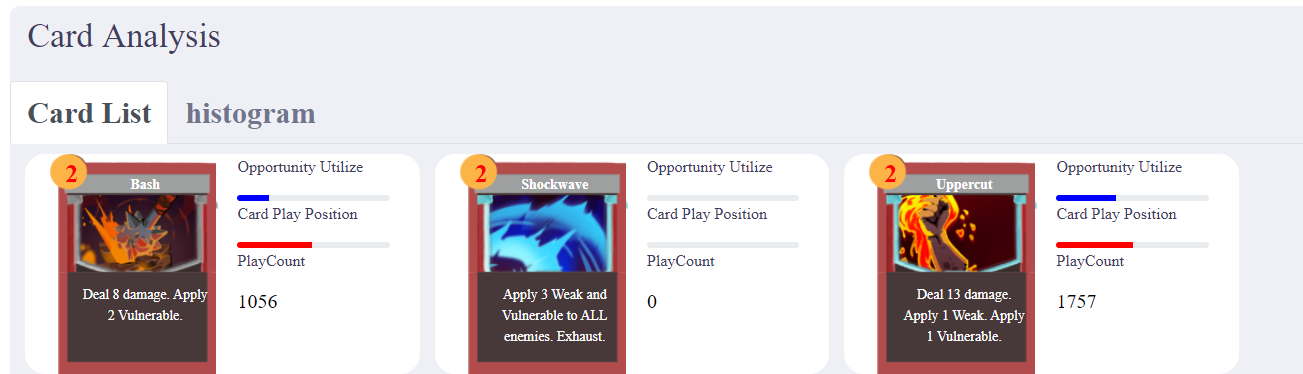 Card Analysis
Card List
histogram
2
Bash
Deal 8 damage. Apply
2 Vulnerable.
Opportunity Utilize
Card Play Position
PlayCount
1056
2
Shockwave
Apply 3 Weak and
Vulnerable to ALL
enemies. Exhaust.
Opportunity Utilize
Card Play Position
PlayCount
0
2
Uppercut
Deal 13 damage.
Apply 1 Weak. Apply
1 Vulnerable.
Opportunity Utilize
Card Play Position
PlayCount
1757